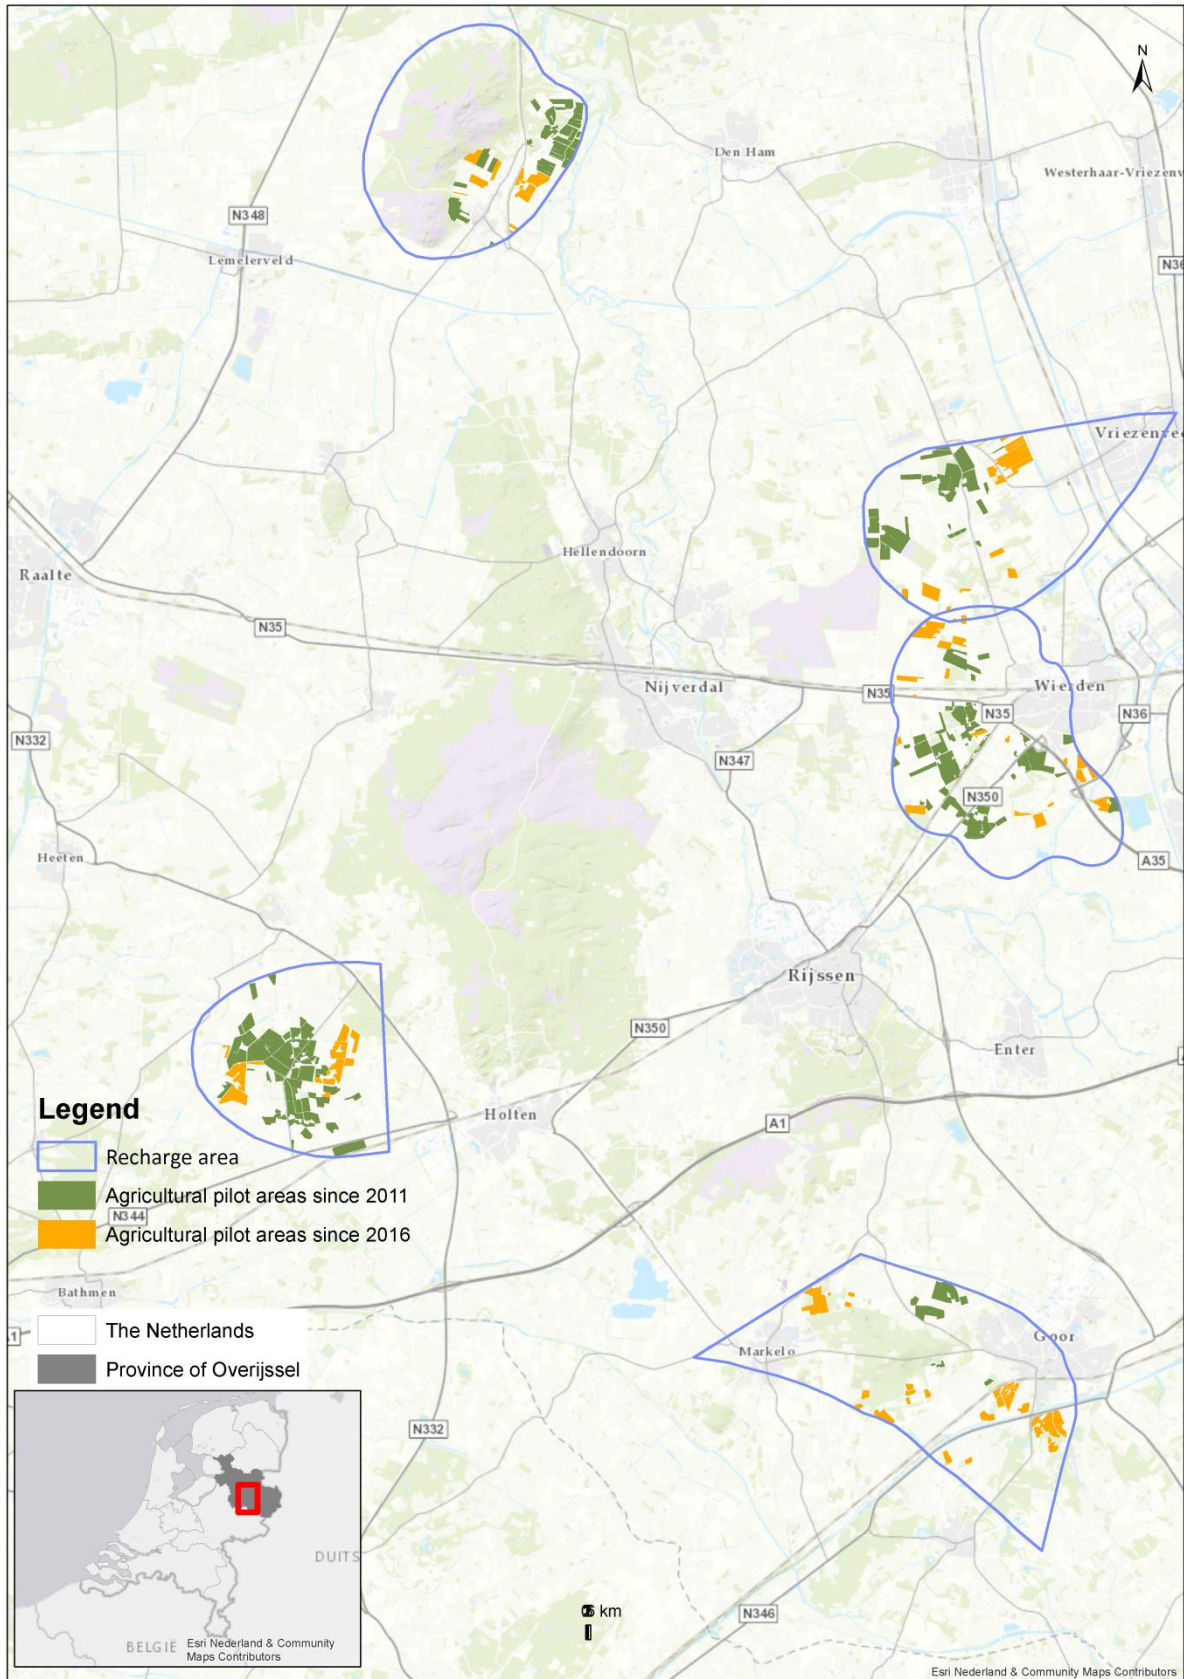 N
Den Ham
Westerhaar-Vriezenv
N348
Lemelerveld
N36
Vriezenvee
Hellendoorn
Raalte
N35
Nijverdal
N35
Wierden
N35
N36
N332
N347
N350
Heeten
A35
Rijssen
N350
Enter
Legend
Holten
A1
Recharge area
Agricultural pilot areas since 2011
N344
Agricultural pilot areas since 2016
Bathmen
A1
The Netherlands
Goor
Markelo
Province of Overijssel
N332
DUITS
km
N346
BELGIË
Esri Nederland & Community
Maps Contributors
Esri Nederland & Community Maps Contributors